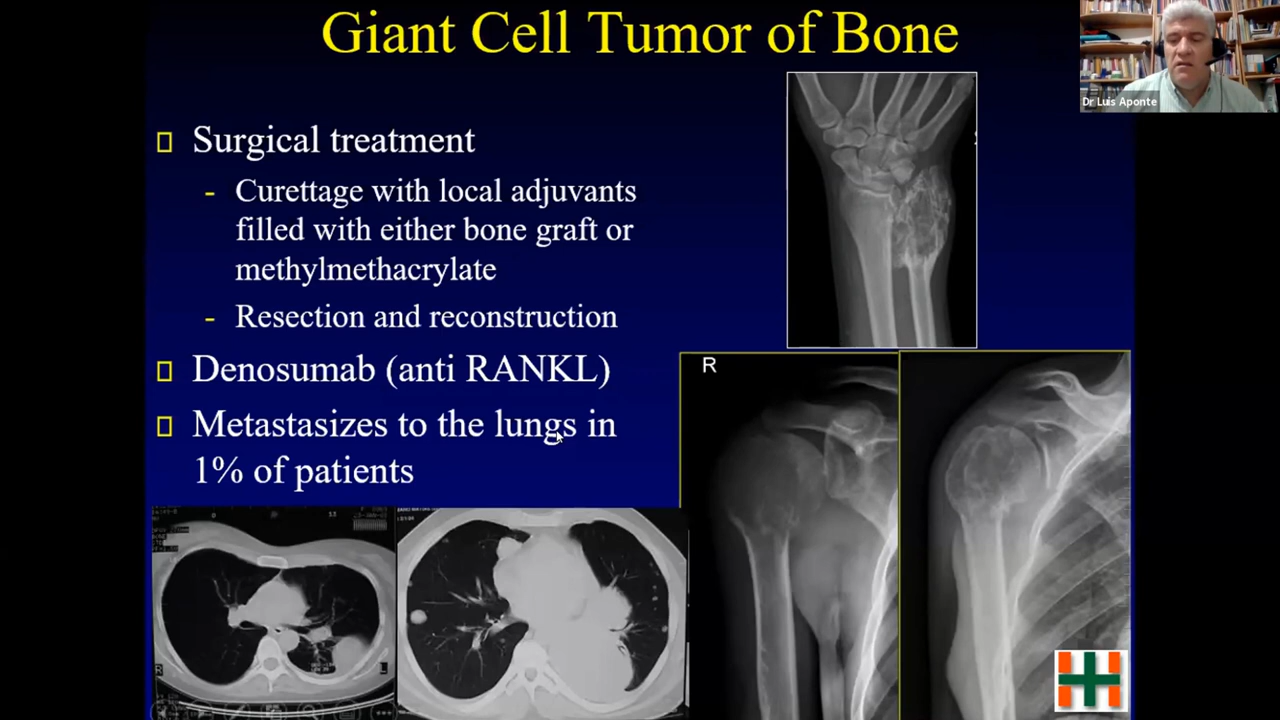 Giant Cell Tumor of Bone
Dr Luis Aponte
Surgical treatment
- Curettage with local adjuvants
filled with either bone graft or
methylmethacrylate
- Resection and reconstruction
Denosumab (anti RANKL)
Metastasizes to the lungs in
1% of patients
R
R
L